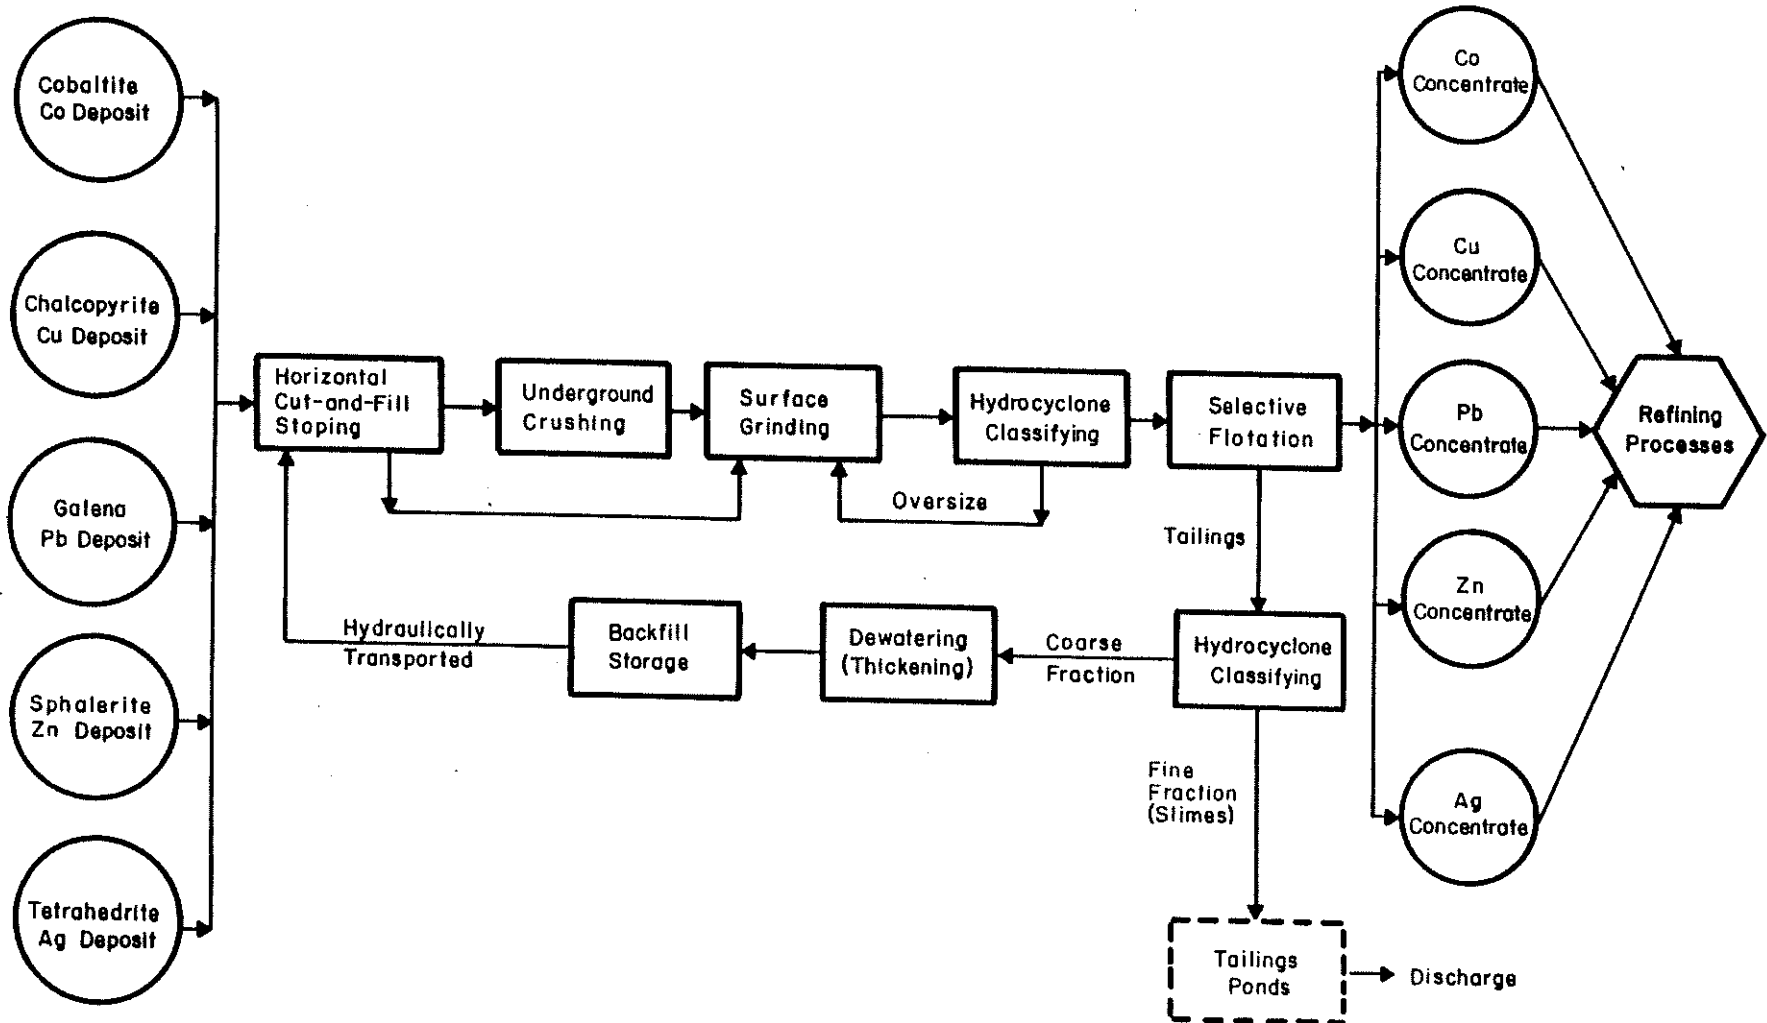 Cobaltite
Co Deposit
Chalcopyrite
Cu Deposit
Galena
Pb Deposit
Sphalerite
Zn Deposit
Tetrahedrite
Ag Deposit
Horizontal
Cut-and-Fill
Stoping
Underground
Crushing
Surface
Grinding
Hydrocyclone
Classifying
Selective
Flotation
Oversize
Tailings
Hydraulically
Transported
Backfill
Storage
Dewatering
(Thickening)
Coarse
Fraction
Hydrocyclone
Classifying
Fine
Fraction
(Slimes)
Tailings
Ponds
Discharge
Co
Concentrate
Cu
Concentrate
Pb
Concentrate
Zn
Concentrate
Ag
Concentrate
Refining
Processes